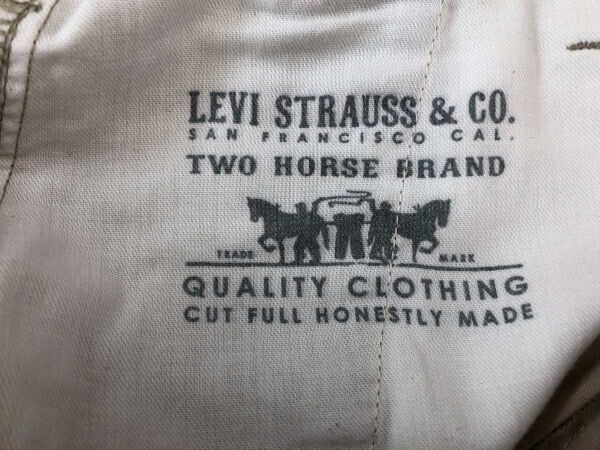 LEVI STRAUSS & CO.
SAN FRANCISCO CAL.
TWO HORSE BRAND
TRADE MARK
QUALITY CLOTHING
CUT FULL HONESTLY MADE